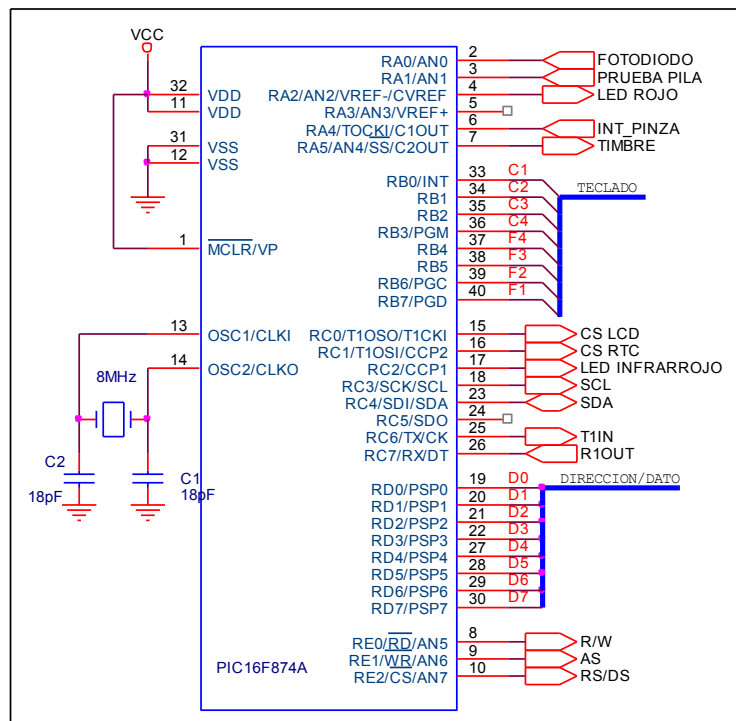 VCC
2 RA0/AN0 FOTODIODO
3 RA1/AN1 PRUEBA PILA
32 VDD 4 RA2/AN2/VREF-/CVREF LED ROJO
11 VDD 5 RA3/AN3/VREF+
31 VSS 6 RA4/TOCKI/C1OUT INT_PINZA
12 VSS 7 RA5/AN4/SS/C2OUT TIMBRE
33 RB0/INT C1 TECLADO
34 RB1 C2
35 RB2 C3
36 RB3/PGM C4
1 MCLR/VP 37 RB4 F4
38 RB5 F3
39 RB6/PGC F2
40 RB7/PGD F1
13 OSC1/CLKI 15 RC0/T1OSO/T1CKI CS LCD
16 RC1/T1OSI/CCP2 CS RTC
14 OSC2/CLKO 17 RC2/CCP1 LED INFRARROJO
8MHz 18 RC3/SCK/SCL SCL
23 RC4/SDI/SDA SDA
24 RC5/SDO
25 RC6/TX/CK T1IN
C2 C1 26 RC7/RX/DT R1OUT
18pF 18pF 19 RD0/PSP0 D0 DIRECCION/DATO
20 RD1/PSP1 D1
21 RD2/PSP2 D2
22 RD3/PSP3 D3
27 RD4/PSP4 D4
28 RD5/PSP5 D5
29 RD6/PSP6 D6
30 RD7/PSP7 D7
8 RE0/RD/AN5 R/W
PIC16F874A 9 RE1/WR/AN6 AS
10 RE2/CS/AN7 RS/DS